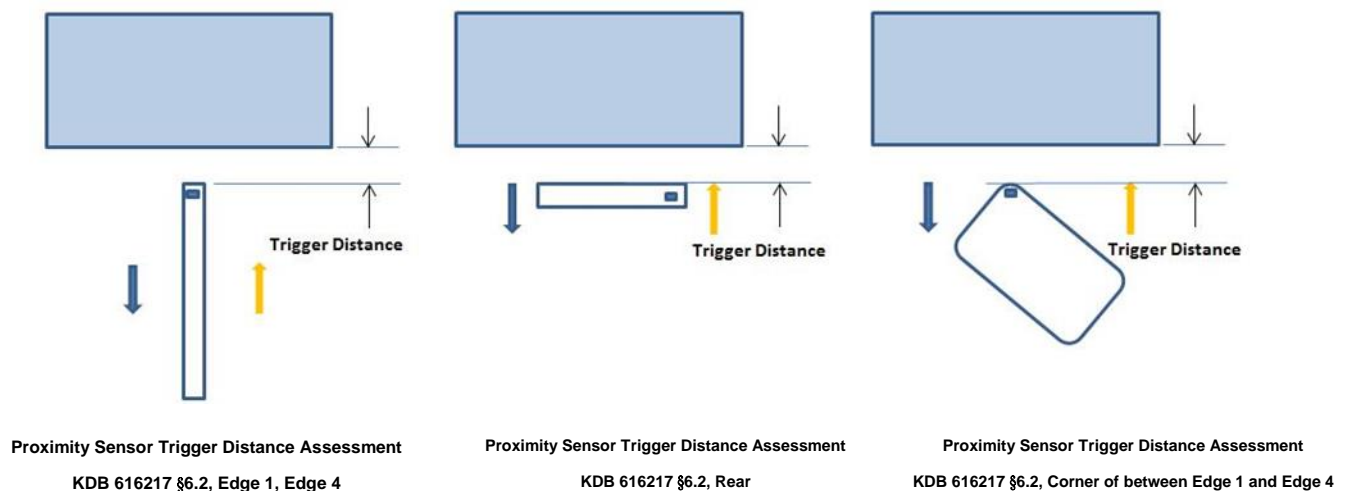 Trigger Distance
Trigger Distance
Trigger Distance
Proximity Sensor Trigger Distance Assessment
KDB 616217 §6.2, Edge 1, Edge 4
Proximity Sensor Trigger Distance Assessment
KDB 616217 §6.2, Rear
Proximity Sensor Trigger Distance Assessment
KDB 616217 §6.2, Corner of between Edge 1 and Edge 4